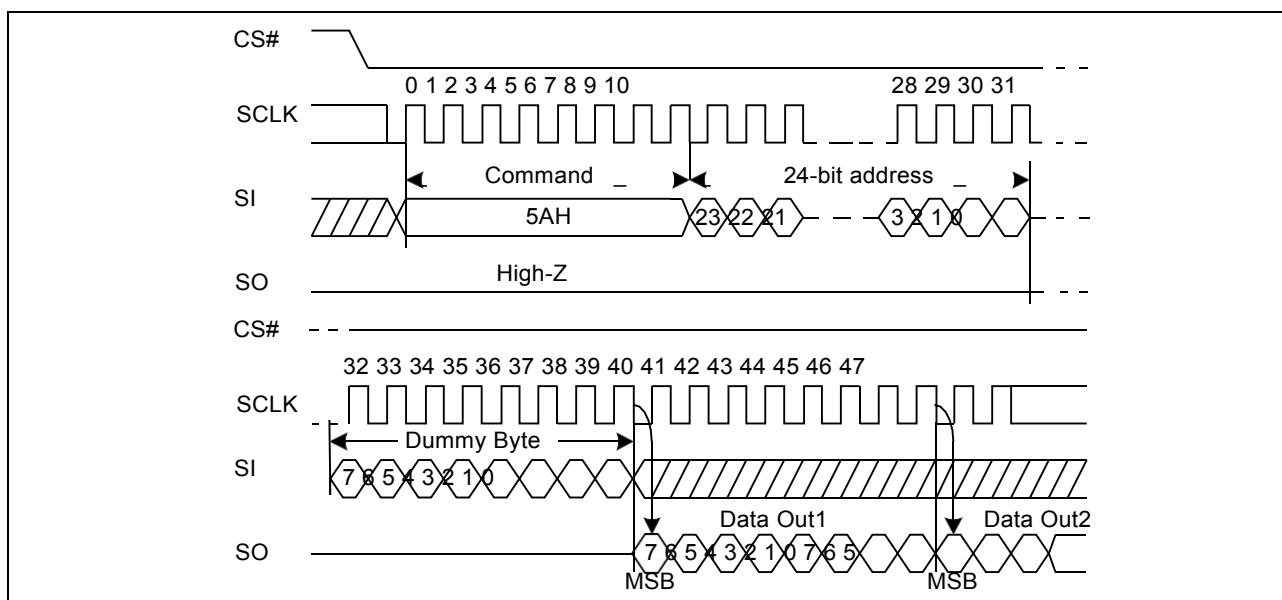 CS#
0 1 2 3 4 5 6 7 8 9 10 28 29 30 31
SCLK
Command _ 24-bit address _
SI
5AH 23 22 21 3 2 1 0
High-Z
SO
CS#
32 33 34 35 36 37 38 39 40 41 42 43 44 45 46 47
SCLK
Dummy Byte
SI
7 6 5 4 3 2 1 0
Data Out1 Data Out2
SO
7 6 5 4 3 2 1 0 7 6 5
MSB MSB